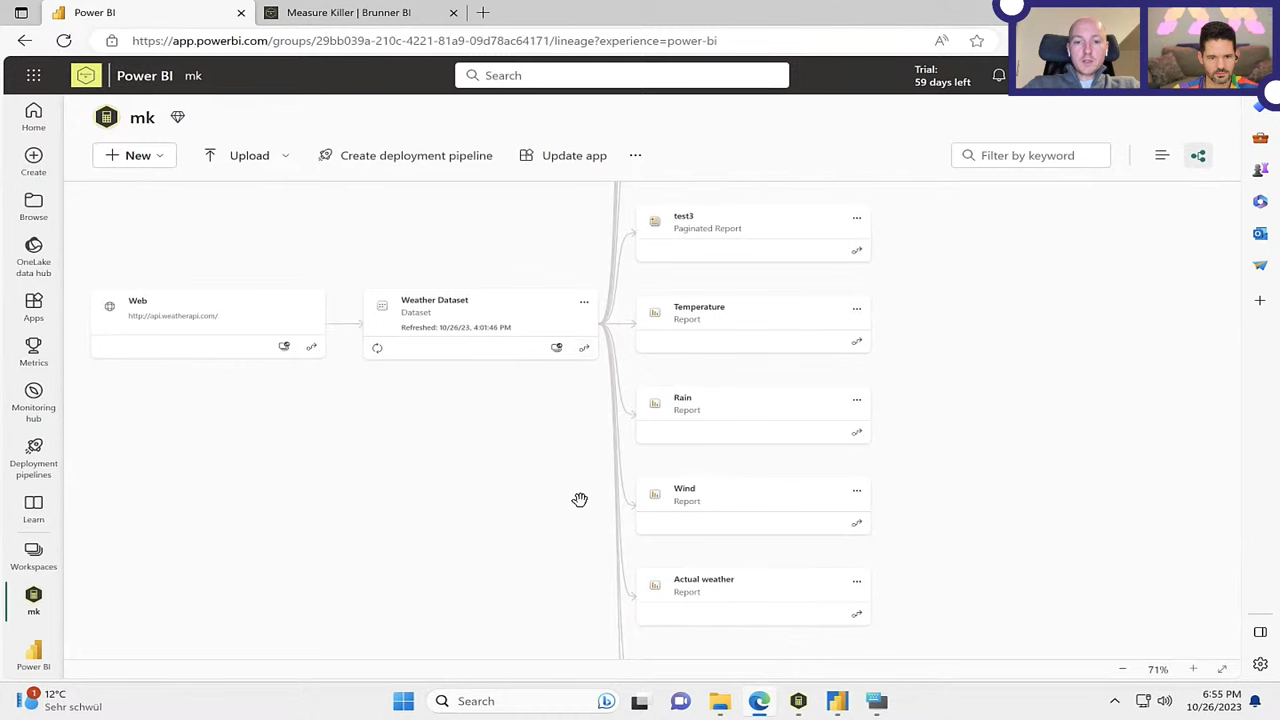 Power BI
Measure Killer | Brunner BI
https://app.powerbi.com/groups/29bb039a-210c-4221-81a9-09d78ac64171/lineage?experience=power-bi
Power BI mk
Search
Trial:
59 days left
mk
New
Upload
Create deployment pipeline
Update app
Filter by keyword
Home
Create
Browse
OneLake
data hub
Apps
Metrics
Monitoring
hub
Deployment
pipelines
Learn
Workspaces
mk
Power BI
Web
http://api.weatherapi.com/
Weather Dataset
Dataset
Refreshed: 10/26/23, 4:01:46 PM
test3
Paginated Report
Temperature
Report
Rain
Report
Wind
Report
Actual weather
Report
71%
1
12°C
Sehr schwül
Search
6:55 PM
10/26/2023